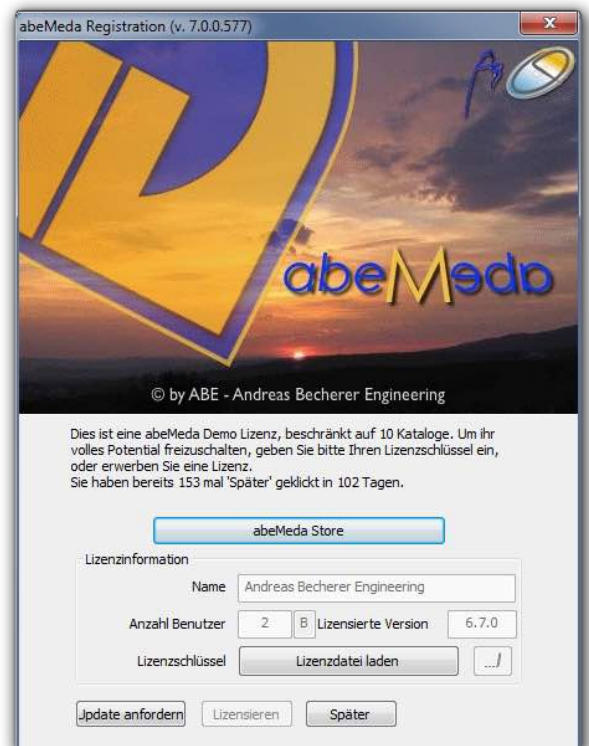 abeMeda Registration (v. 7.0.0.577)
abeMeda
© by ABE - Andreas Becherer Engineering
Dies ist eine abeMeda Demo Lizenz, beschränkt auf 10 Kataloge. Um ihr
volles Potential freizuschalten, geben Sie bitte Ihren Lizenzschlüssel ein,
oder erwerben Sie eine Lizenz.
Sie haben bereits 153 mal 'Später' geklickt in 102 Tagen.
abeMeda Store
Lizenzinformation
Name Andreas Becherer Engineering
Anzahl Benutzer 2 B Lizensierte Version 6.7.0
Lizenzschlüssel Lizenzdatei laden .../
Update anfordern Lizensieren Später